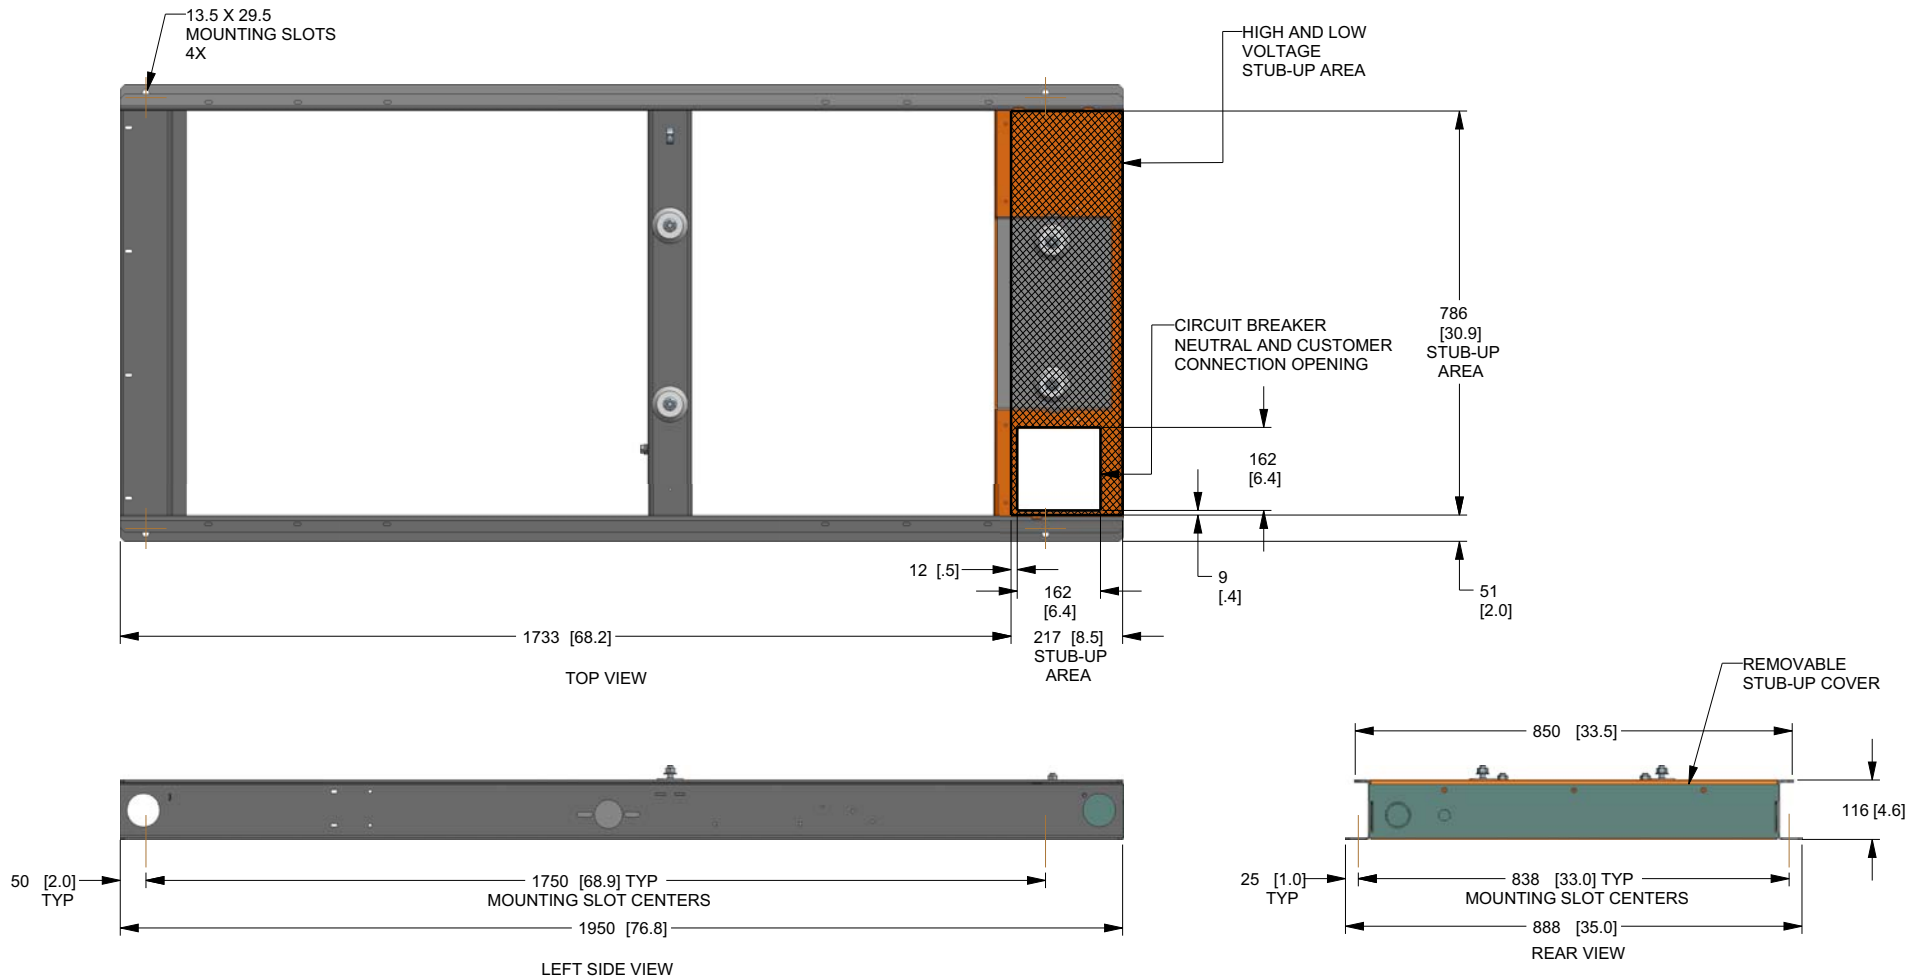 13.5 X 29.5
MOUNTING SLOTS
4X
HIGH AND LOW
VOLTAGE
STUB-UP AREA
CIRCUIT BREAKER
NEUTRAL AND CUSTOMER
CONNECTION OPENING
786
[30.9]
STUB-UP
AREA
162
[6.4]
12 [.5]
162
[6.4]
9
[.4]
51
[2.0]
1733 [68.2]
217 [8.5]
STUB-UP
AREA
TOP VIEW
REMOVABLE
STUB-UP COVER
850 [33.5]
116 [4.6]
50 [2.0]
TYP
1750 [68.9] TYP
MOUNTING SLOT CENTERS
1950 [76.8]
LEFT SIDE VIEW
25 [1.0]
TYP
838 [33.0] TYP
MOUNTING SLOT CENTERS
888 [35.0]
REAR VIEW